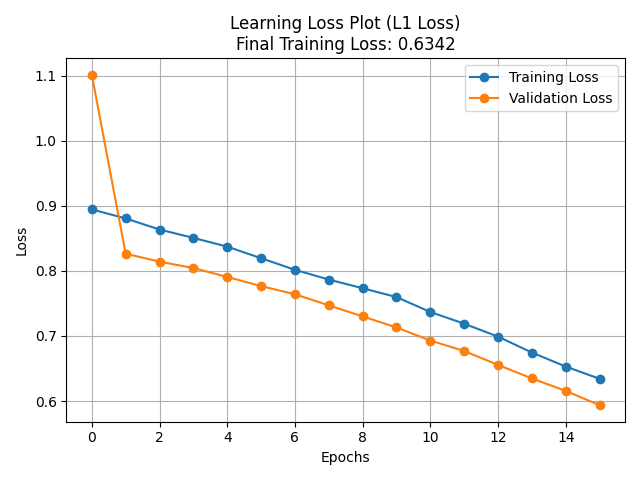 Learning Loss Plot (L1 Loss)
Final Training Loss: 0.6342
Training Loss
Validation Loss
Loss
1.1
1.0
0.9
0.8
0.7
0.6
0 2 4 6 8 10 12 14
Epochs